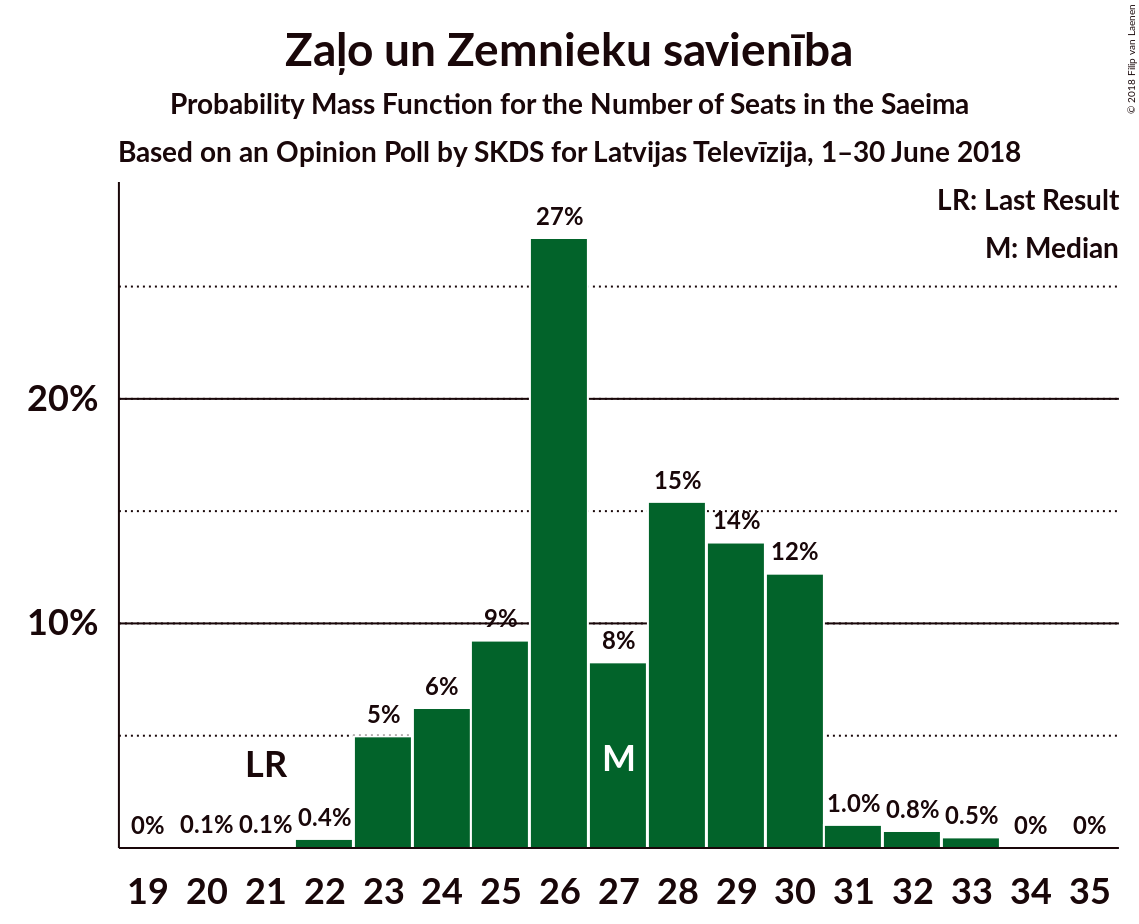 Zaļo un Zemnieku savienība
Probability Mass Function for the Number of Seats in the Saeima
Based on an Opinion Poll by SKDS for Latvijas Televīzija, 1–30 June 2018
© 2018 Filip van Laenen
LR: Last Result
M: Median
27%
20%
15%
14%
12%
10%
9%
8%
6%
5%
LR
M
0% 0.1% 0.1% 0.4% 1.0% 0.8% 0.5% 0% 0%
19 20 21 22 23 24 25 26 27 28 29 30 31 32 33 34 35